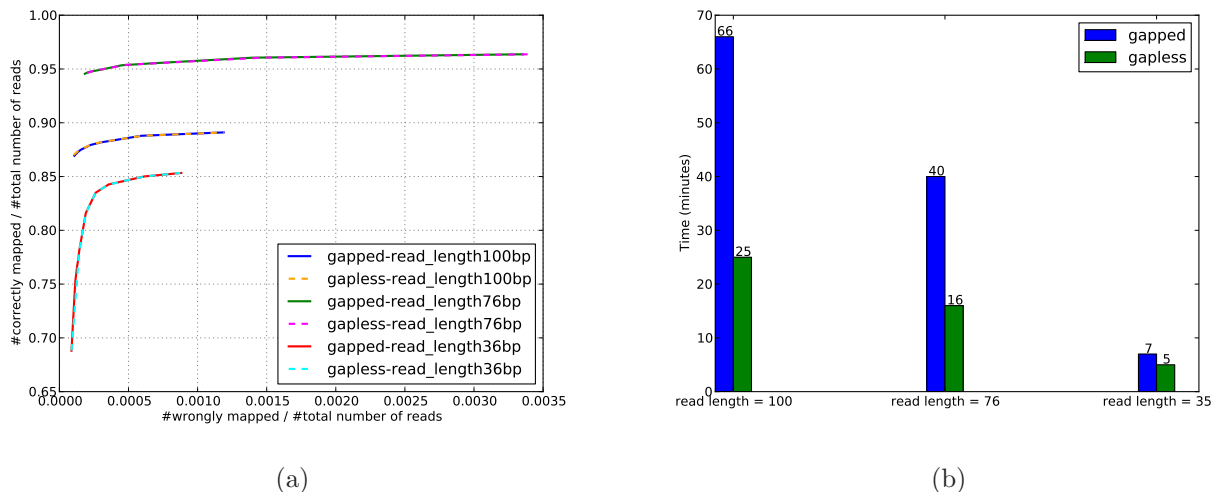 1.00
0.95
0.90
0.85
0.80
0.75
0.70
0.65
#correctly mapped / #total number of reads
gapped-read_length100bp
gapless-read_length100bp
gapped-read_length76bp
gapless-read_length76bp
gapped-read_length36bp
gapless-read_length36bp
0.0000 0.0005 0.0010 0.0015 0.0020 0.0025 0.0030 0.0035
#wrongly mapped / #total number of reads
(a)
70
60
50
40
30
20
10
0
Time (minutes)
gapped
gapless
66
25
40
16
7
5
read length = 100 read length = 76 read length = 35
(b)